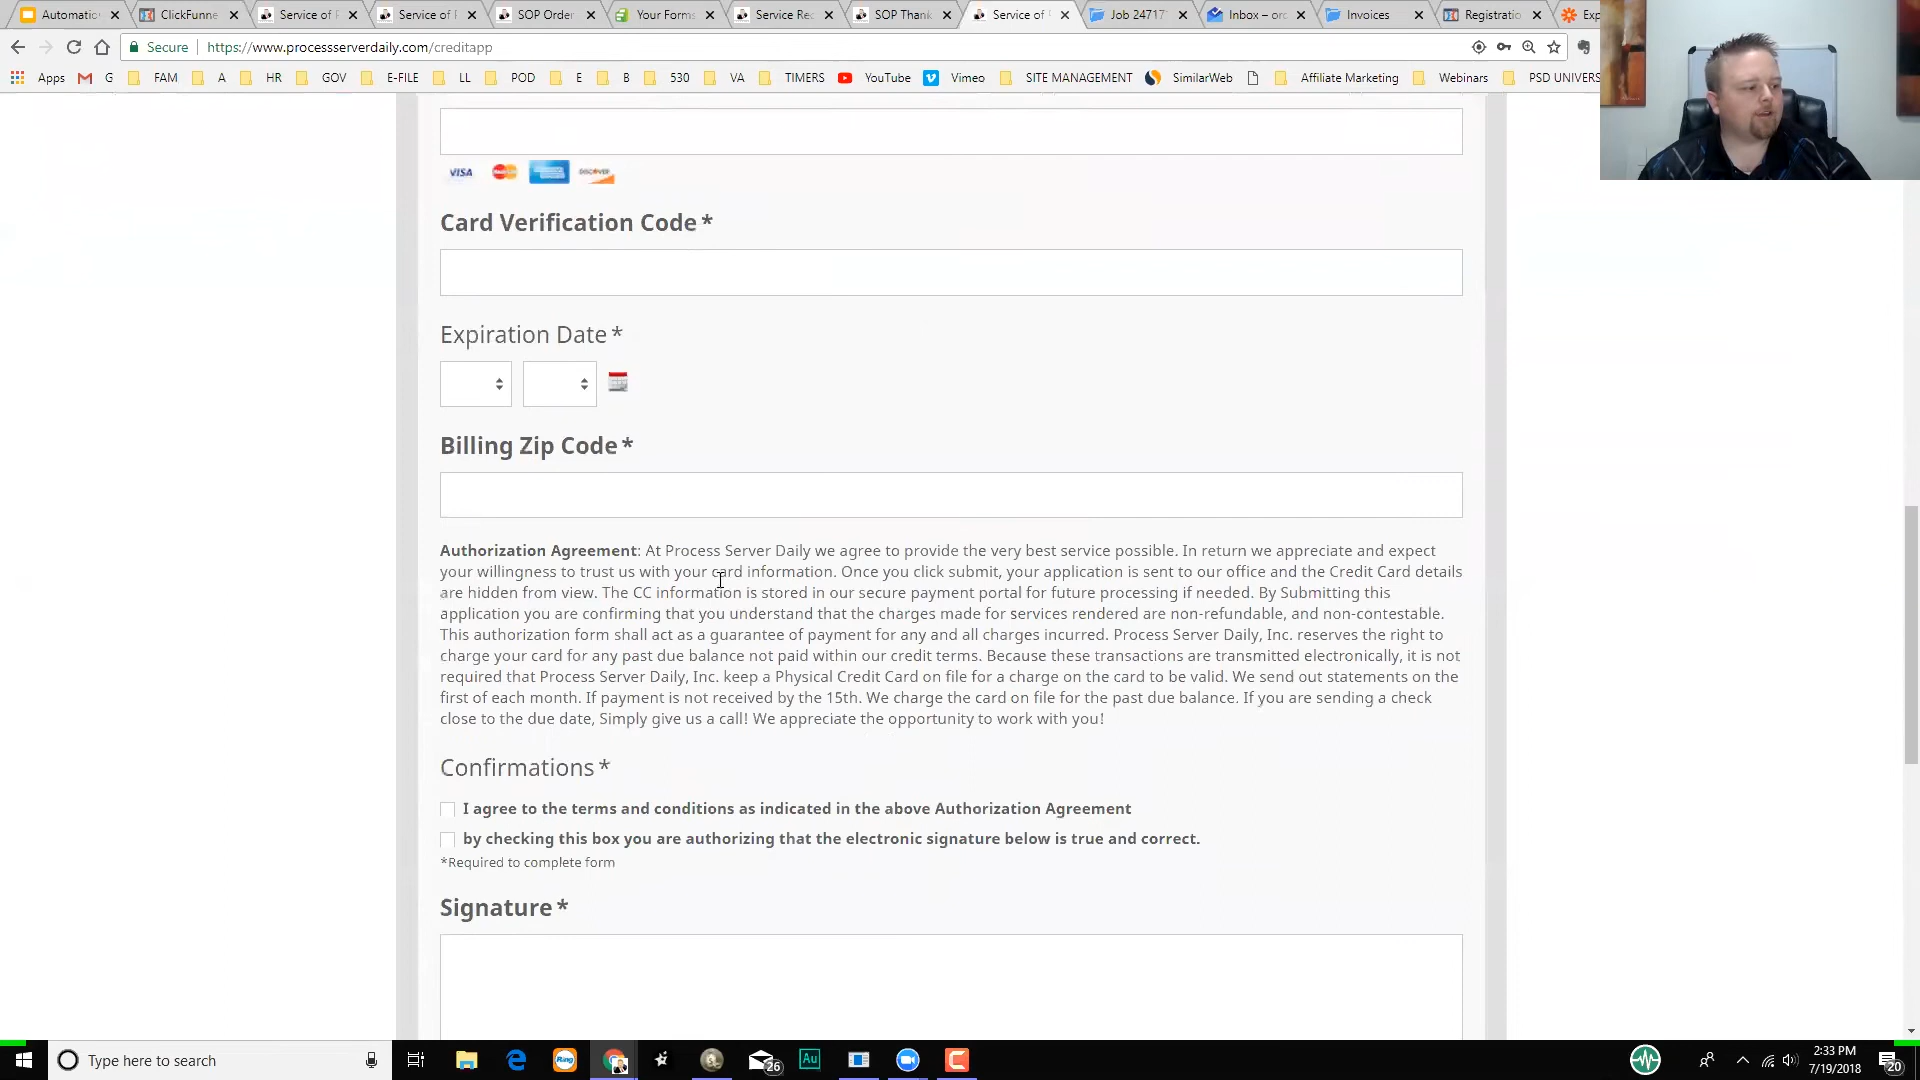 Automatio
ClickFunne
Service of P
Service of P
SOP Order
Your Forms
Service Rec
SOP Thank
Service of
Job 24717
Inbox – orc
Invoices
Registratio
Exp
Secure
https://www.processserverdaily.com/creditapp
Apps
G
FAM
A
HR
GOV
E-FILE
LL
POD
E
B
530
VA
TIMERS
YouTube
Vimeo
SITE MANAGEMENT
SimilarWeb
Affiliate Marketing
Webinars
PSD UNIVERS
VISA
DISCOVER
Card Verification Code*
Expiration Date*
Billing Zip Code*
Authorization Agreement: At Process Server Daily we agree to provide the very best service possible. In return we appreciate and expect
your willingness to trust us with your card information. Once you click submit, your application is sent to our office and the Credit Card details
are hidden from view. The CC information is stored in our secure payment portal for future processing if needed. By Submitting this
application you are confirming that you understand that the charges made for services rendered are non-refundable, and non-contestable.
This authorization form shall act as a guarantee of payment for any and all charges incurred. Process Server Daily, Inc. reserves the right to
charge your card for any past due balance not paid within our credit terms. Because these transactions are transmitted electronically, it is not
required that Process Server Daily, Inc. keep a Physical Credit Card on file for a charge on the card to be valid. We send out statements on the
first of each month. If payment is not received by the 15th. We charge the card on file for the past due balance. If you are sending a check
close to the due date, Simply give us a call! We appreciate the opportunity to work with you!
Confirmations*
I agree to the terms and conditions as indicated in the above Authorization Agreement
by checking this box you are authorizing that the electronic signature below is true and correct.
*Required to complete form
Signature*
Type here to search
Ring
26
Au
2:33 PM
7/19/2018
20